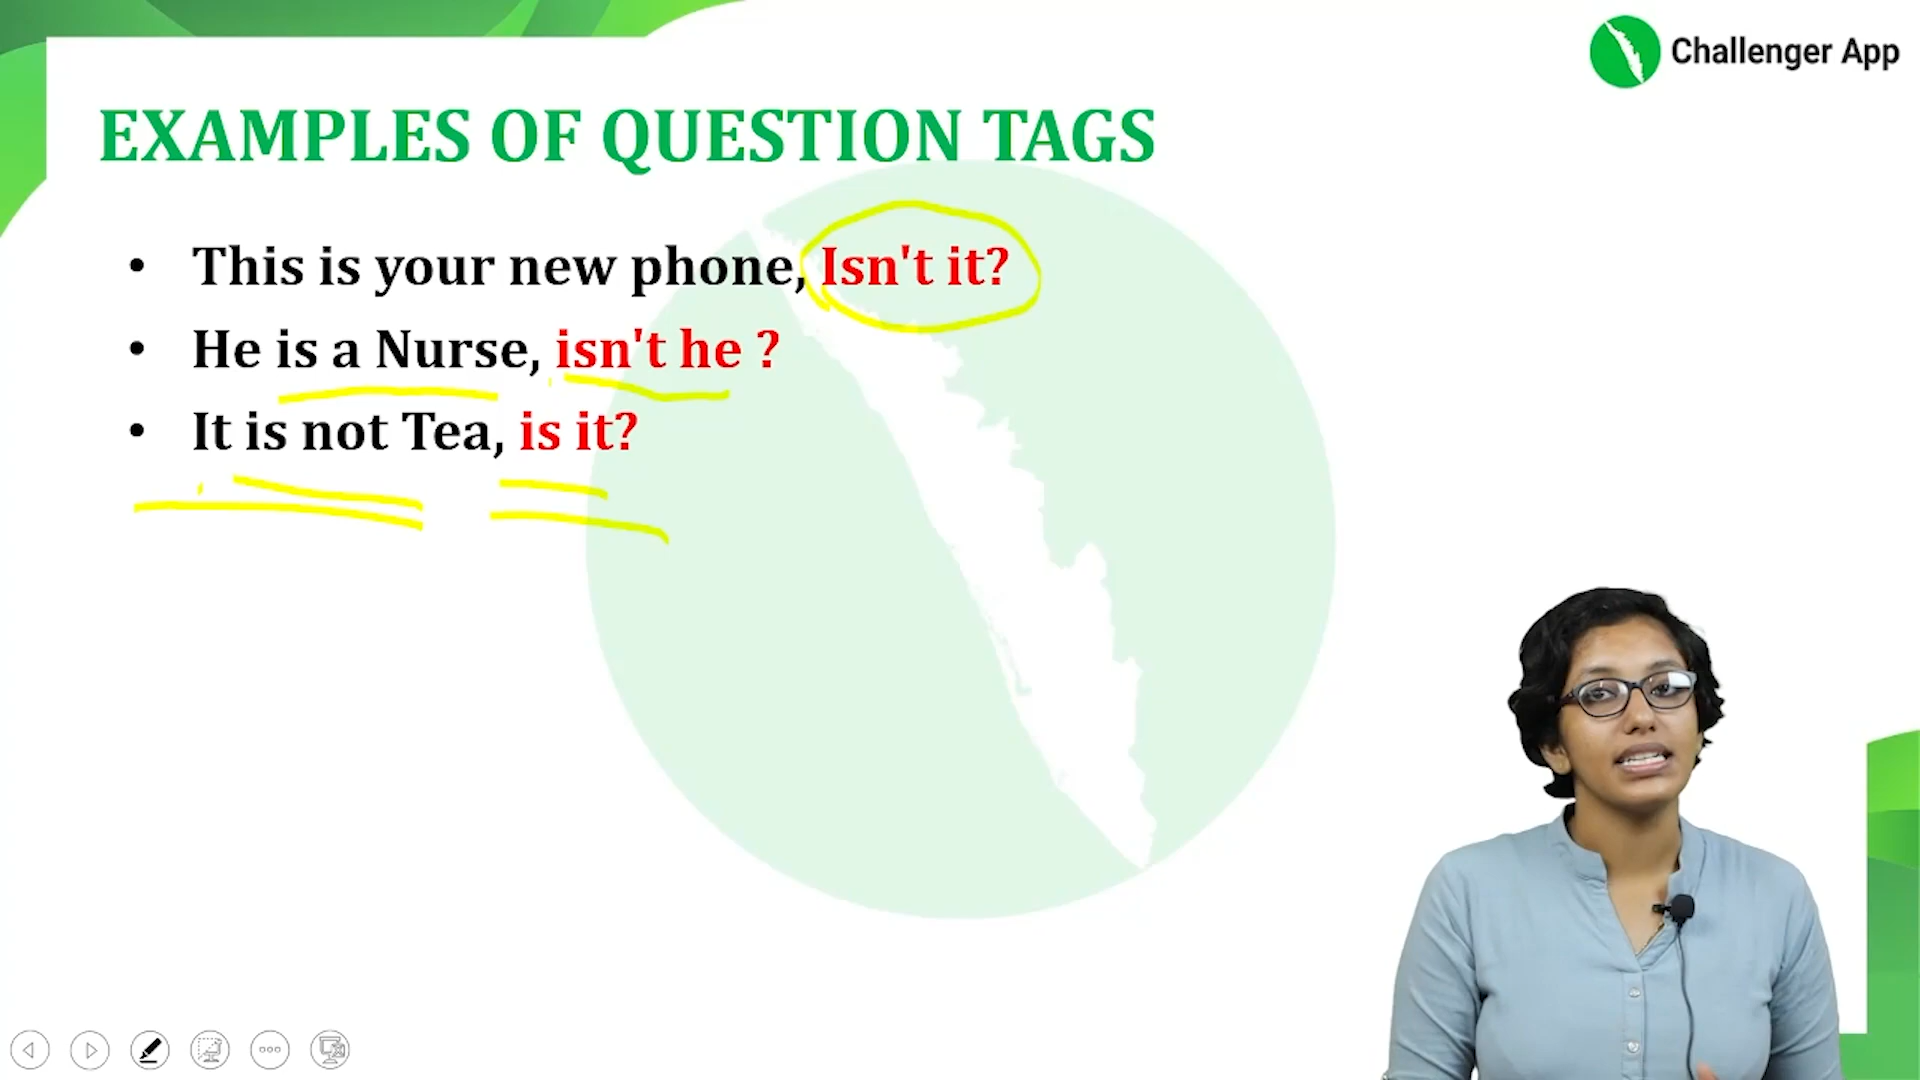 Challenger App
EXAMPLES OF QUESTION TAGS
• This is your new phone, Isn't it?
• He is a Nurse, isn't he ?
• It is not Tea, is it?